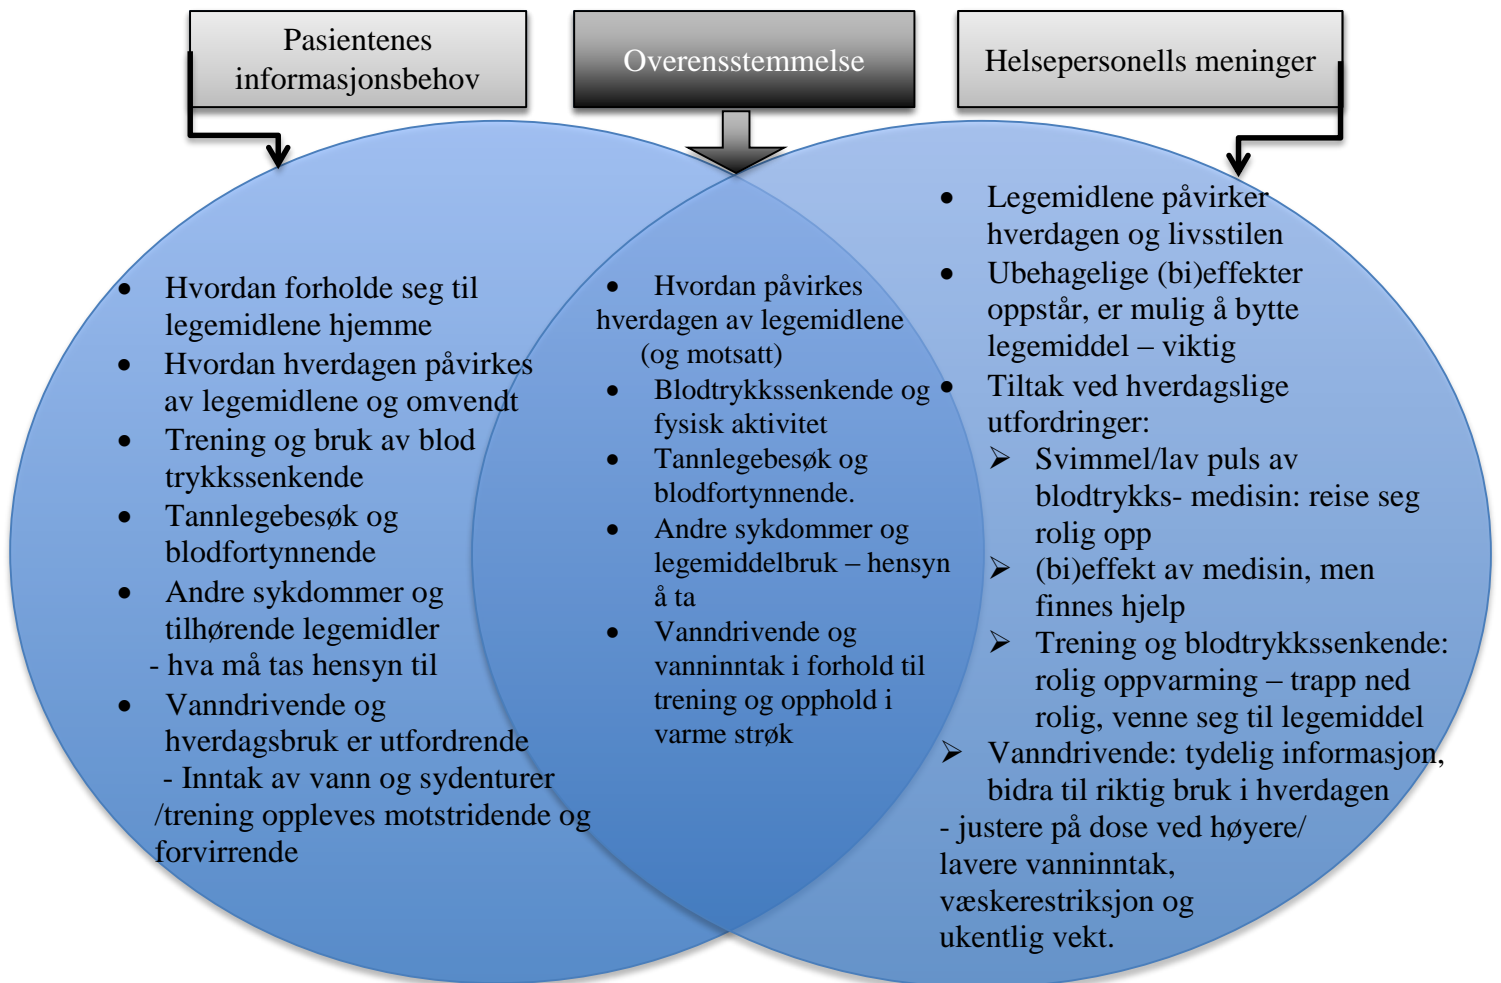 Pasientenes
informasjonsbehov
Overensstemmelse
Helsepersonells meninger
• Hvordan forholde seg til
legemidlene hjemme
• Hvordan hverdagen påvirkes
av legemidlene og omvendt
• Trening og bruk av blod
trykkssenkende
• Tannlegebesøk og
blodfortynnende
• Andre sykdommer og
tilhørende legemidler
- hva må tas hensyn til
• Vanndrivende og
hverdagsbruk er utfordrende
- Inntak av vann og sydenturer
/trening oppleves motstridende og
forvirrende
• Hvordan påvirkes
hverdagen av legemidlene
(og motsatt)
• Blodtrykkssenkende og
fysisk aktivitet
• Tannlegebesøk og
blodfortynnende.
• Andre sykdommer og
legemiddelbruk – hensyn
å ta
• Vanndrivende og
vanninntak i forhold til
trening og opphold i
varme strøk
• Legemidlene påvirker
hverdagen og livsstilen
• Ubehagelige (bi)effekter
oppstår, er mulig å bytte
legemiddel – viktig
• Tiltak ved hverdagslige
utfordringer:
➢ Svimmel/lav puls av
blodtrykks- medisin: reise seg
rolig opp
➢ (bi)effekt av medisin, men
finnes hjelp
➢ Trening og blodtrykkssenkende:
rolig oppvarming – trapp ned
rolig, venne seg til legemiddel
➢ Vanndrivende: tydelig informasjon,
bidra til riktig bruk i hverdagen
- justere på dose ved høyere/
lavere vanninntak,
væskerestriksjon og
ukentlig vekt.